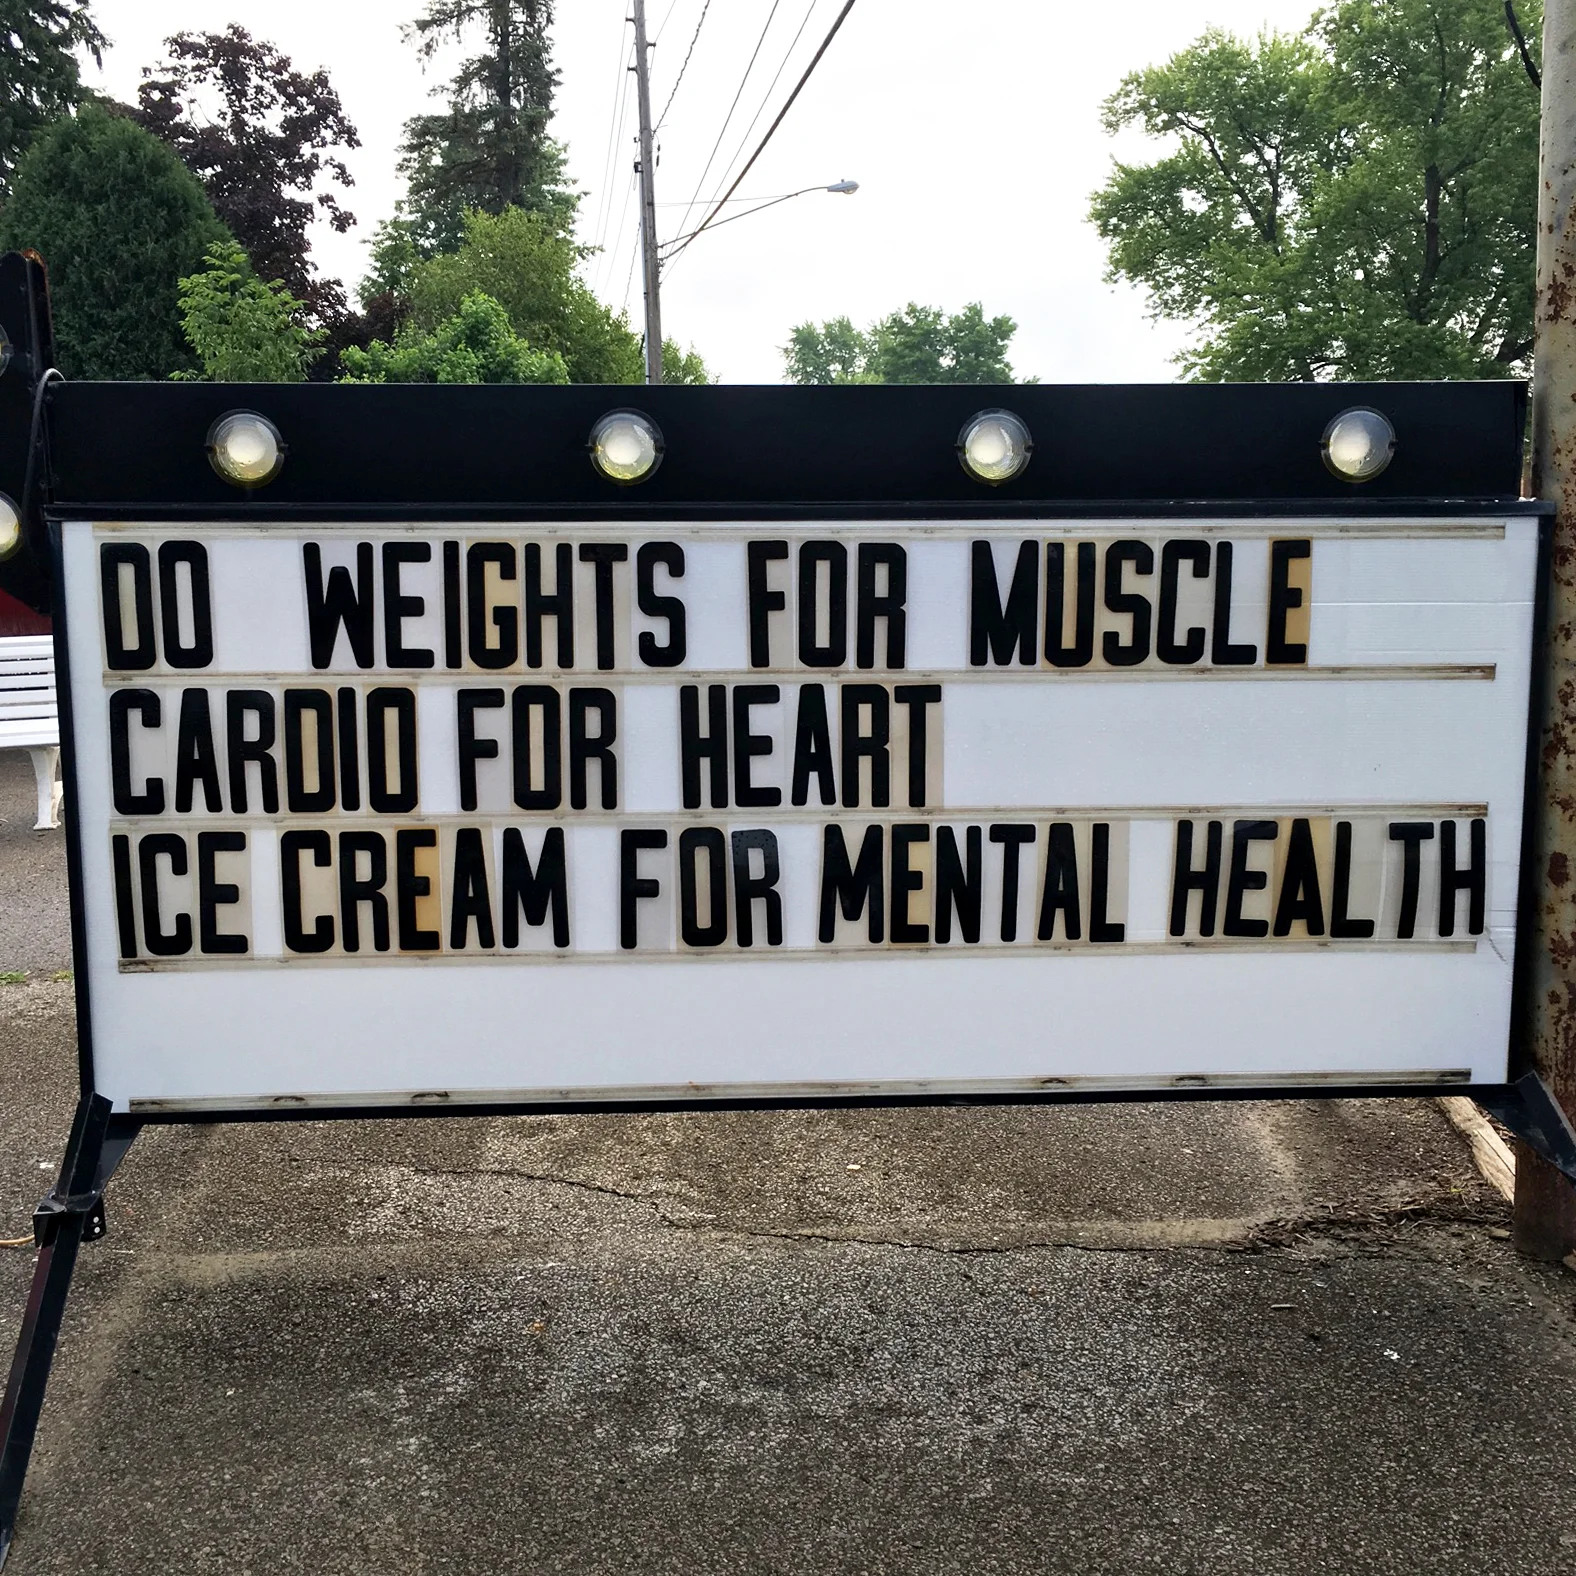 DO WEIGHTS FOR MUSCLE
CARDIO FOR HEART
ICE CREAM FOR MENTAL HEALTH